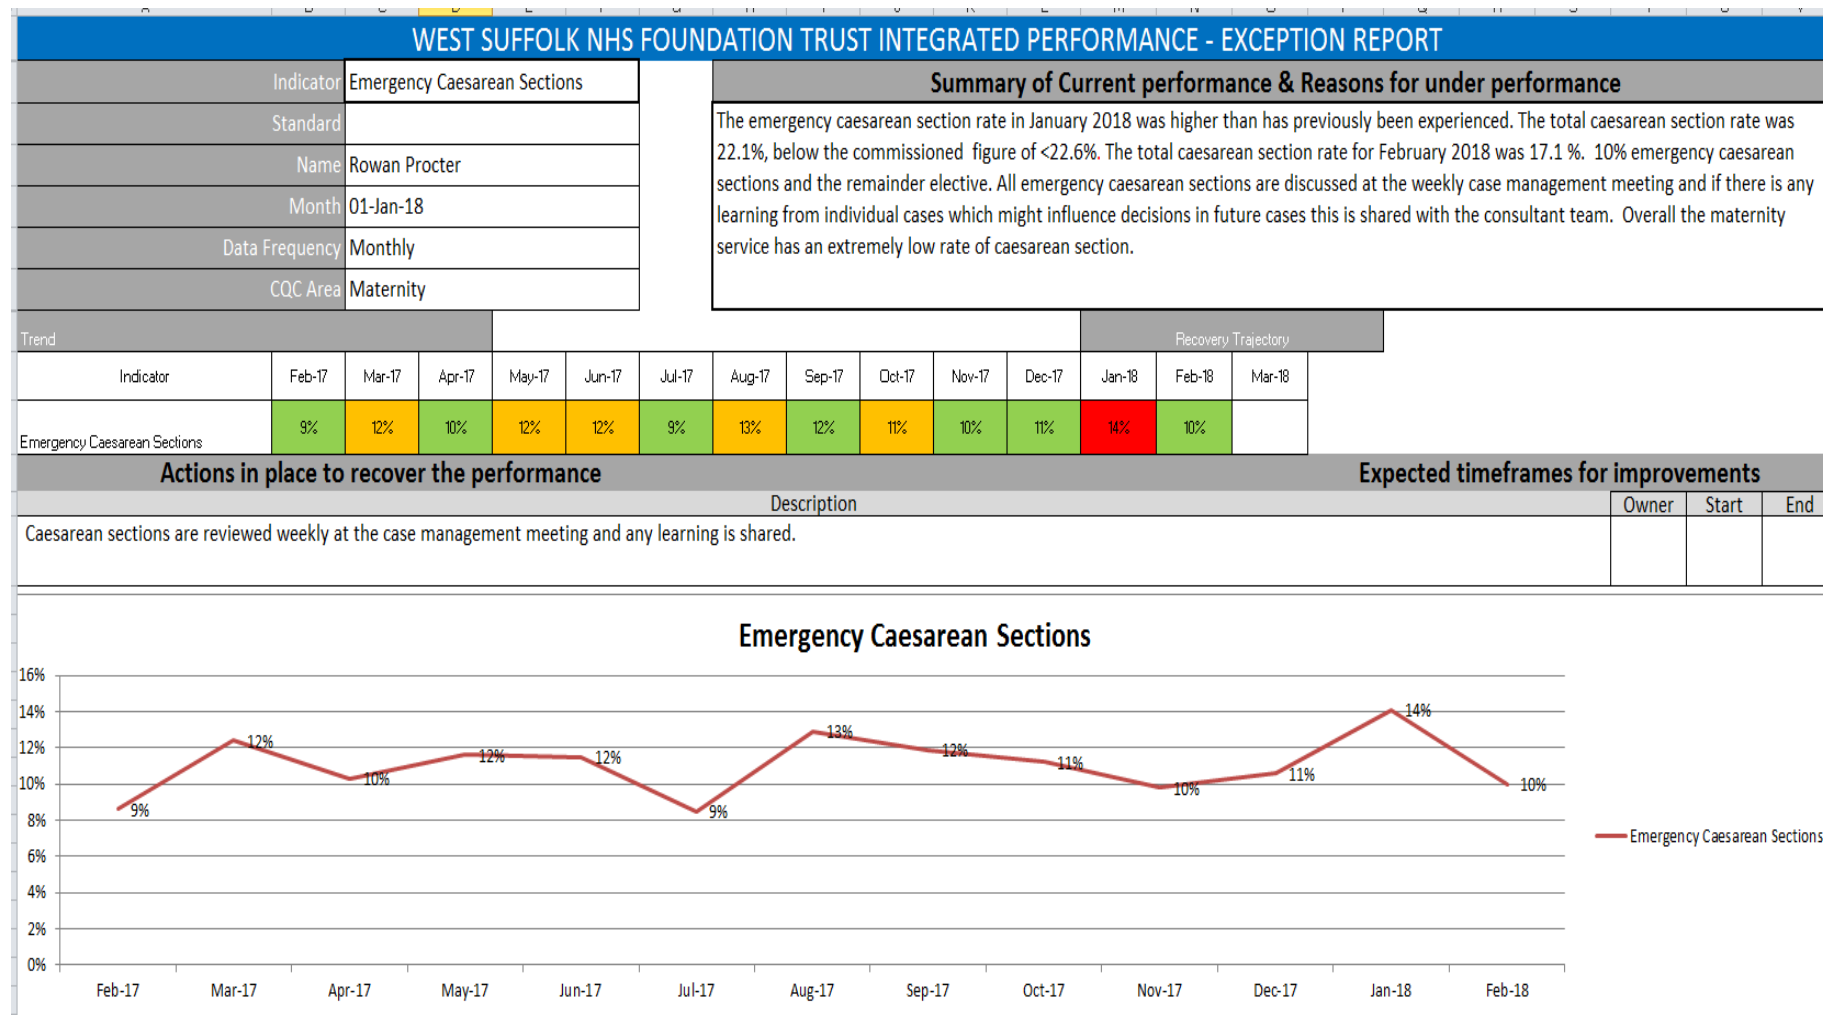 WEST SUFFOLK NHS FOUNDATION TRUST INTEGRATED PERFORMANCE - EXCEPTION REPORT
Indicator Emergency Caesarean Sections
Standard
Name Rowan Procter
Month 01-Jan-18
Data Frequency Monthly
CQC Area Maternity
Summary of Current performance & Reasons for under performance
The emergency caesarean section rate in January 2018 was higher than has previously been experienced. The total caesarean section rate was
22.1%, below the commissioned figure of <22.6%. The total caesarean section rate for February 2018 was 17.1 %. 10% emergency caesarean
sections and the remainder elective. All emergency caesarean sections are discussed at the weekly case management meeting and if there is any
learning from individual cases which might influence decisions in future cases this is shared with the consultant team. Overall the maternity
service has an extremely low rate of caesarean section.
Trend Recovery Trajectory
Indicator Feb-17 Mar-17 Apr-17 May-17 Jun-17 Jul-17 Aug-17 Sep-17 Oct-17 Nov-17 Dec-17 Jan-18 Feb-18 Mar-18
Emergency Caesarean Sections 9% 12% 10% 12% 12% 9% 13% 12% 11% 10% 11% 14% 10%
Actions in place to recover the performance Expected timeframes for improvements
Description Owner Start End
Caesarean sections are reviewed weekly at the case management meeting and any learning is shared.
Emergency Caesarean Sections
16%
14%
12%
10%
8%
6%
4%
2%
0%
9% 12% 10% 12% 12% 9% 13% 12% 11% 10% 11% 14% 10%
Emergency Caesarean Sections
Feb-17 Mar-17 Apr-17 May-17 Jun-17 Jul-17 Aug-17 Sep-17 Oct-17 Nov-17 Dec-17 Jan-18 Feb-18